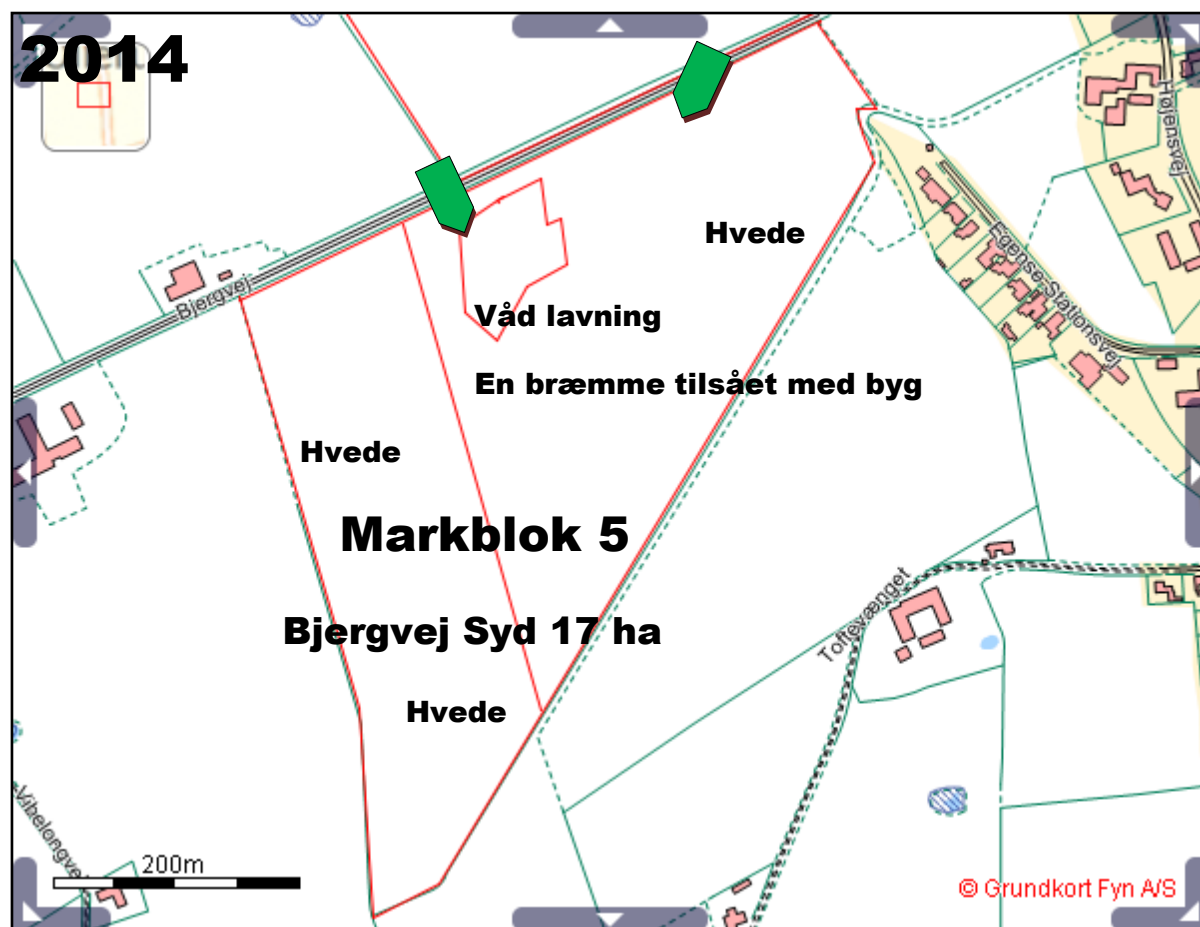 2014
Højensvej
Hvede
Egense Stationsvej
Bjergvej
Våd lavning
En bræmme tilsået med byg
Hvede
Markblok 5
Bjergvej Syd 17 ha
Toftevænget
Hvede
Vibelongvej
200m
© Grundkort Fyn A/S